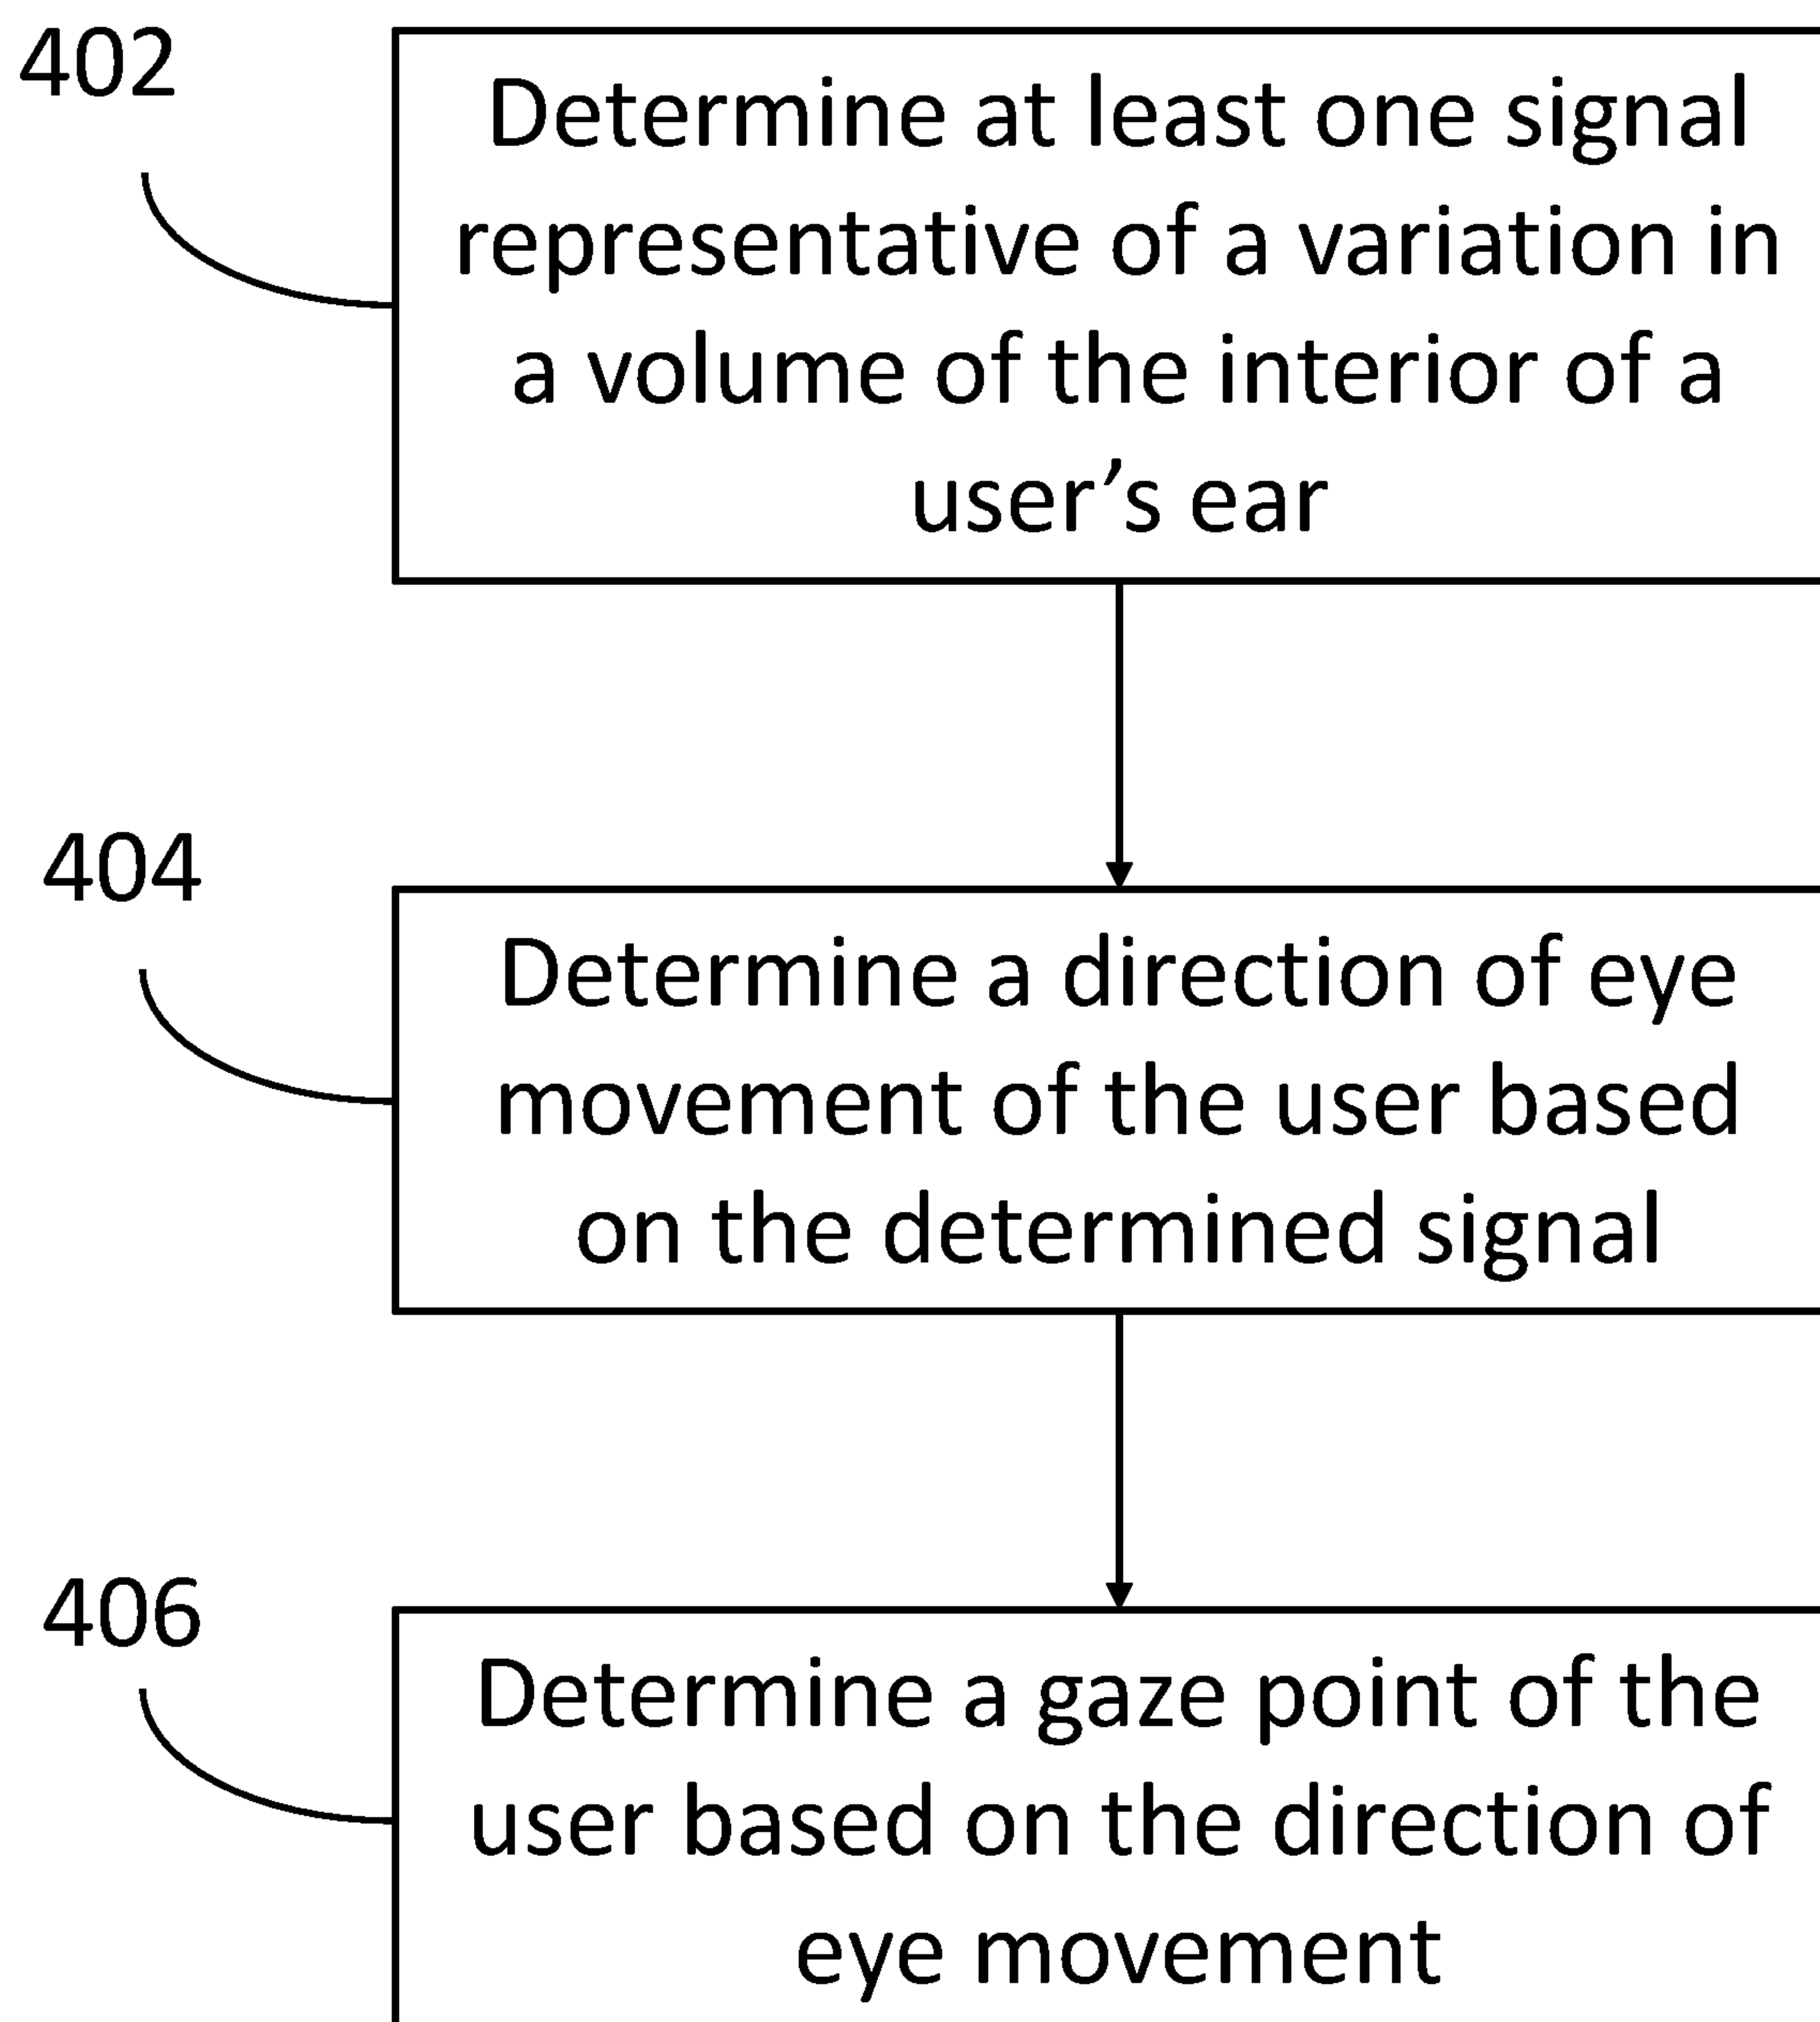 402
Determine at least one signal
representative of a variation in
a volume of the interior of a
user’s ear
404
Determine a direction of eye
movement of the user based
on the determined signal
406
Determine a gaze point of the
user based on the direction of
eye movement